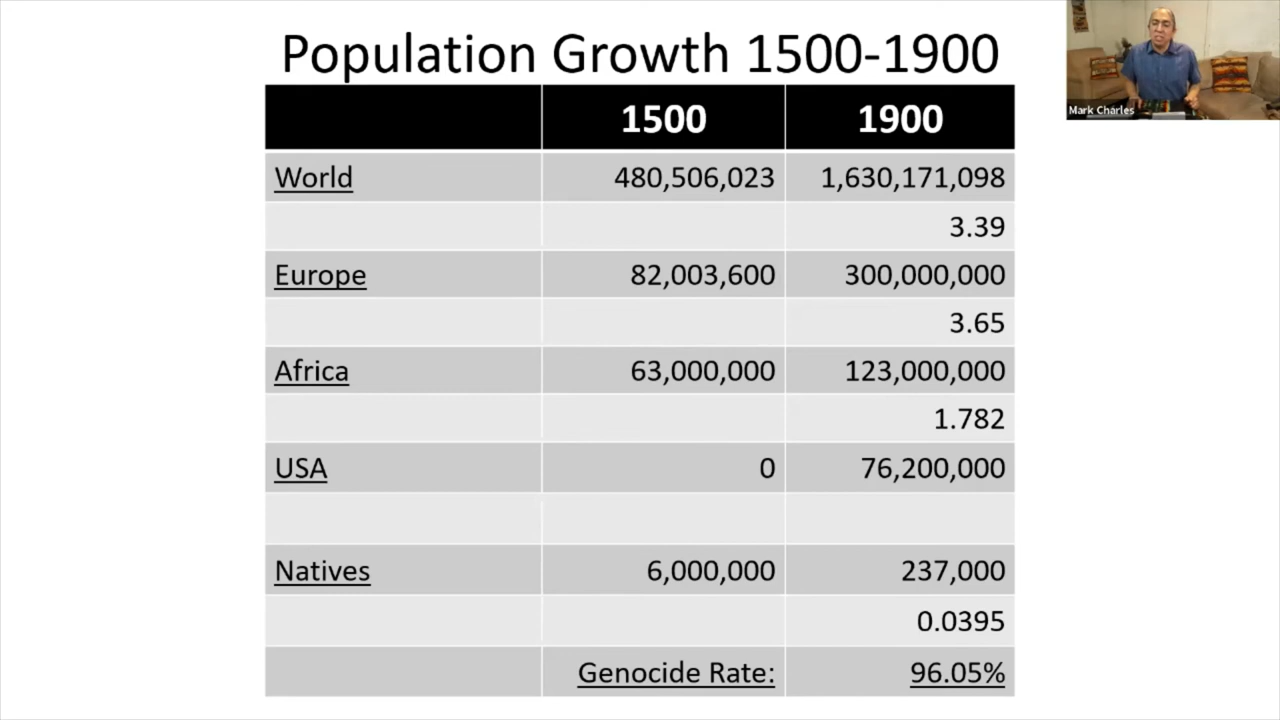 Population Growth 1500-1900
Mark Charles
1500 1900
World 480,506,023 1,630,171,098
3.39
Europe 82,003,600 300,000,000
3.65
Africa 63,000,000 123,000,000
1.782
USA 0 76,200,000
Natives 6,000,000 237,000
0.0395
Genocide Rate: 96.05%